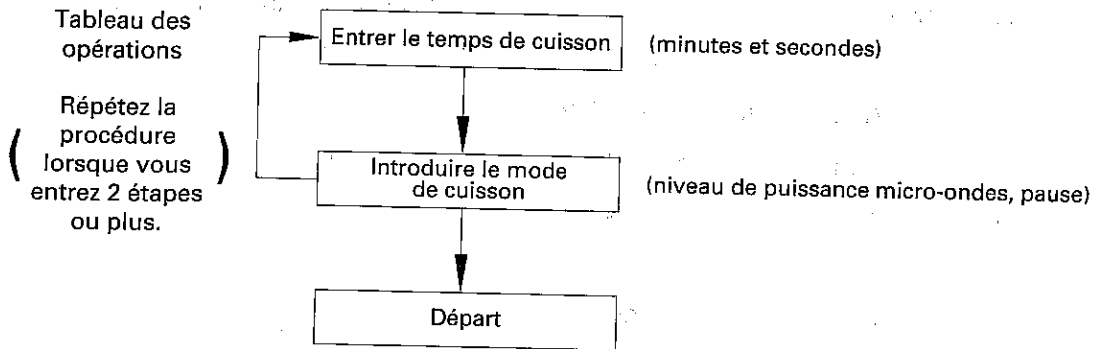 Tableau des
opérations
Entrer le temps de cuisson
(minutes et secondes)
(
Répétez la
procédure
lorsque vous
entrez 2 étapes
ou plus.
)
Introduire le mode
de cuisson
(niveau de puissance micro-ondes, pause)
Départ